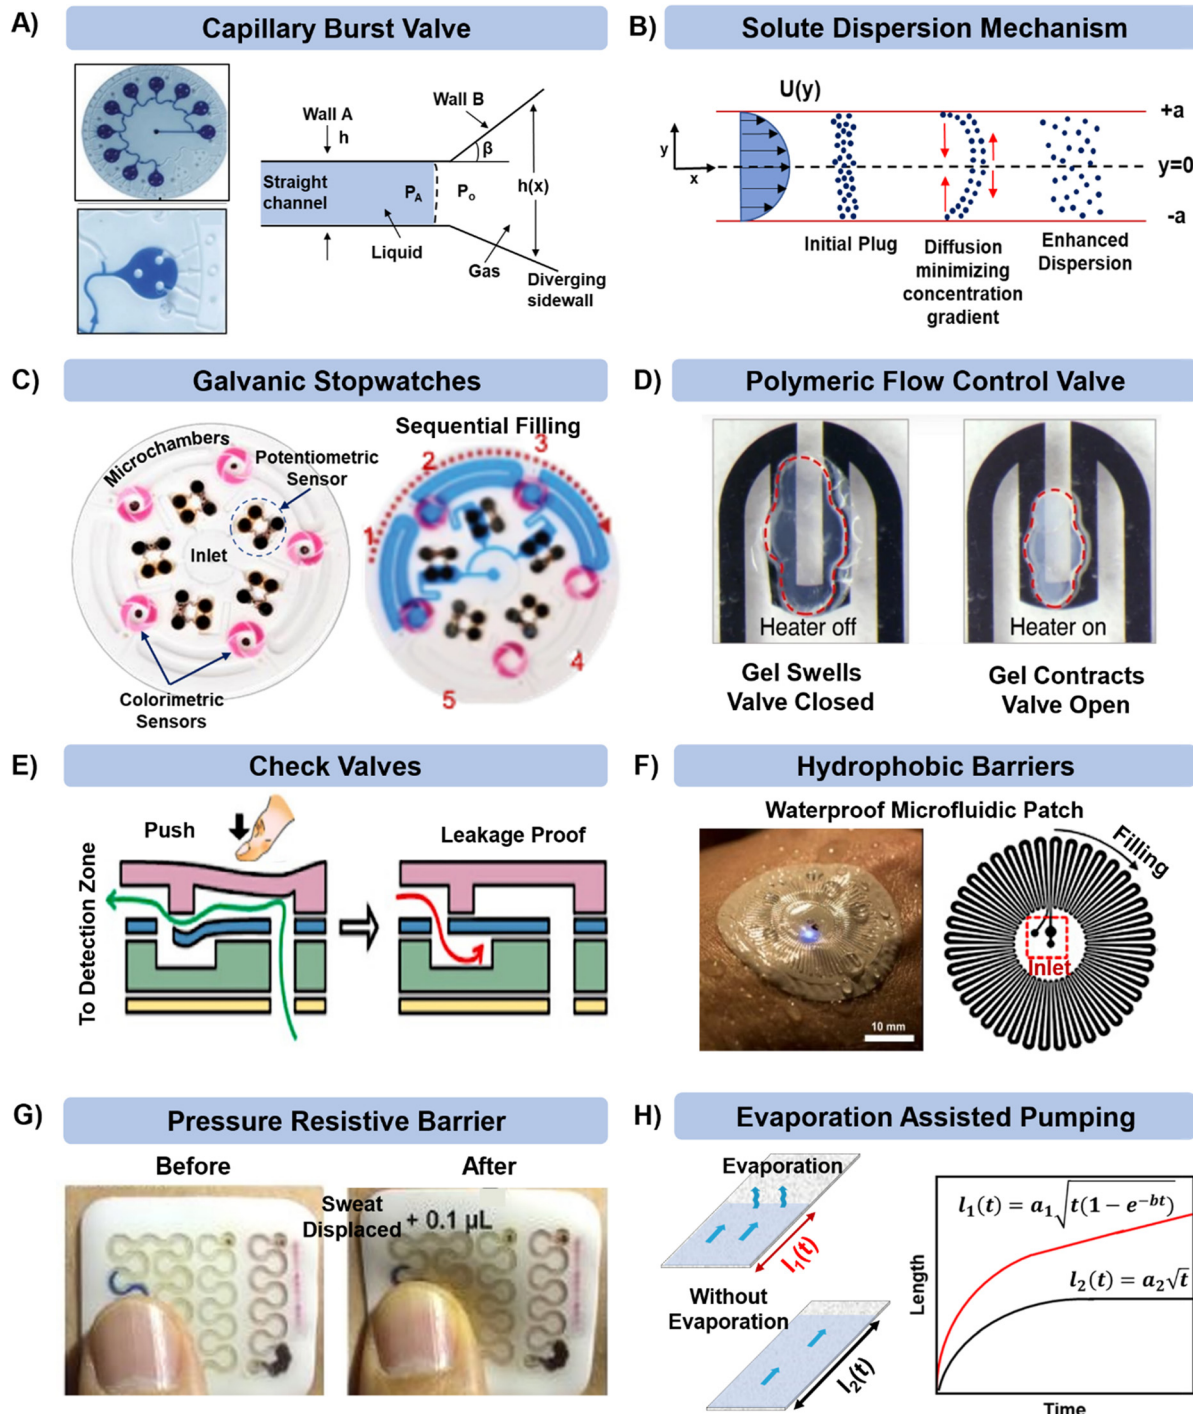 A)
Capillary Burst Valve
Wall A
h
Wall B
β
Straight
channel
P_A
P_o
h(x)
Liquid
Gas
Diverging
sidewall
B)
Solute Dispersion Mechanism
U(y)
+a
y
x
y=0
-a
Initial Plug
Diffusion
minimizing
concentration
gradient
Enhanced
Dispersion
C)
Galvanic Stopwatches
Microchambers
Potentiometric
Sensor
Inlet
Colorimetric
Sensors
Sequential Filling
1
2
3
4
5
D)
Polymeric Flow Control Valve
Heater off
Heater on
Gel Swells
Valve Closed
Gel Contracts
Valve Open
E)
Check Valves
Push
Leakage Proof
To Detection Zone
F)
Hydrophobic Barriers
Waterproof Microfluidic Patch
10 mm
Filling
Inlet
G)
Pressure Resistive Barrier
Before
After
Sweat
Displaced
+ 0.1 µL
H)
Evaporation Assisted Pumping
Evaporation
l₁(t)
Without
Evaporation
l₂(t)
Length
l₁(t) = a₁√t(1 − e^{−bt})
l₂(t) = a₂√t
Time